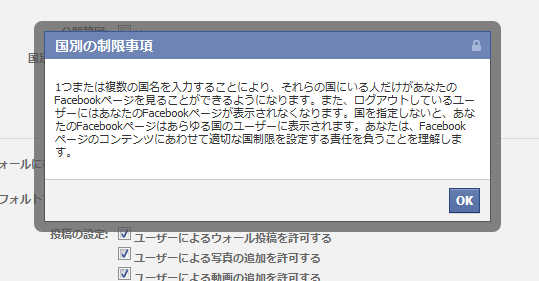 国別の制限事項
国別
1つまたは複数の国名を入力することにより、それらの国にいる人だけがあなたの
Facebookページを見ることができるようになります。また、ログアウトしているユー
ザーにはあなたのFacebookページが表示されなくなります。国を指定しないと、あな
たのFacebookページはあらゆる国のユーザーに表示されます。あなたは、Facebook
ページのコンテンツにあわせて適切な国制限を設定する責任を負うことを理解しま
す。
ォールに
フォルト
OK
投稿の設定: ユーザーによるウォール投稿を許可する
ユーザーによる写真の追加を許可する
ユーザーによる動画の追加を許可する